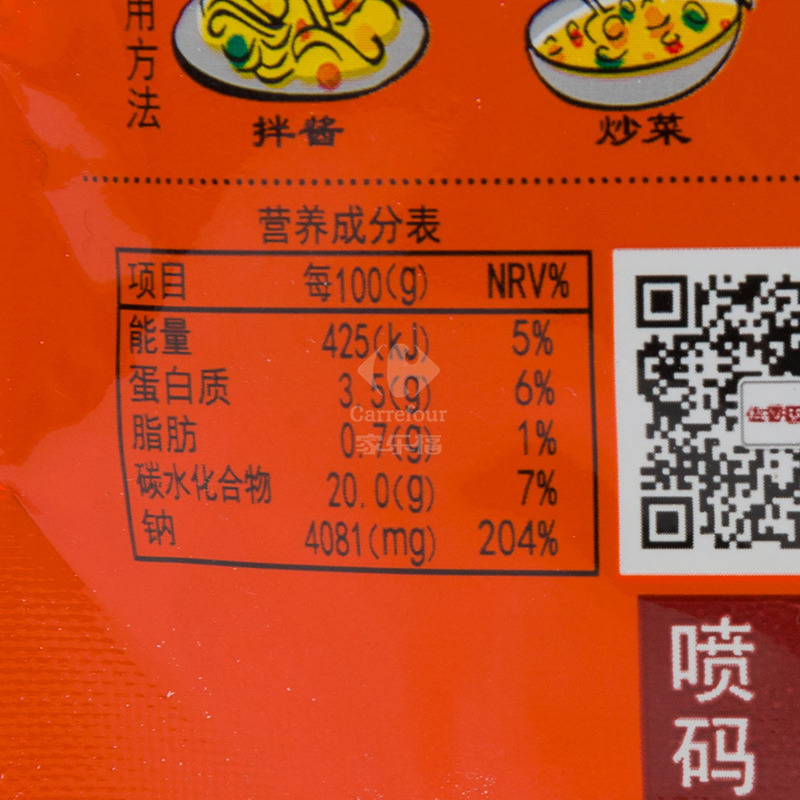 用方法
拌酱 炒菜
营养成分表
项目 每100(g) NRV%
能量 425(kJ) 5%
蛋白质 3.5(g) 6%
脂肪 0.7(g) 1%
碳水化合物 20.0(g) 7%
钠 4081(mg) 204%
Carrefour
家乐福
喷码